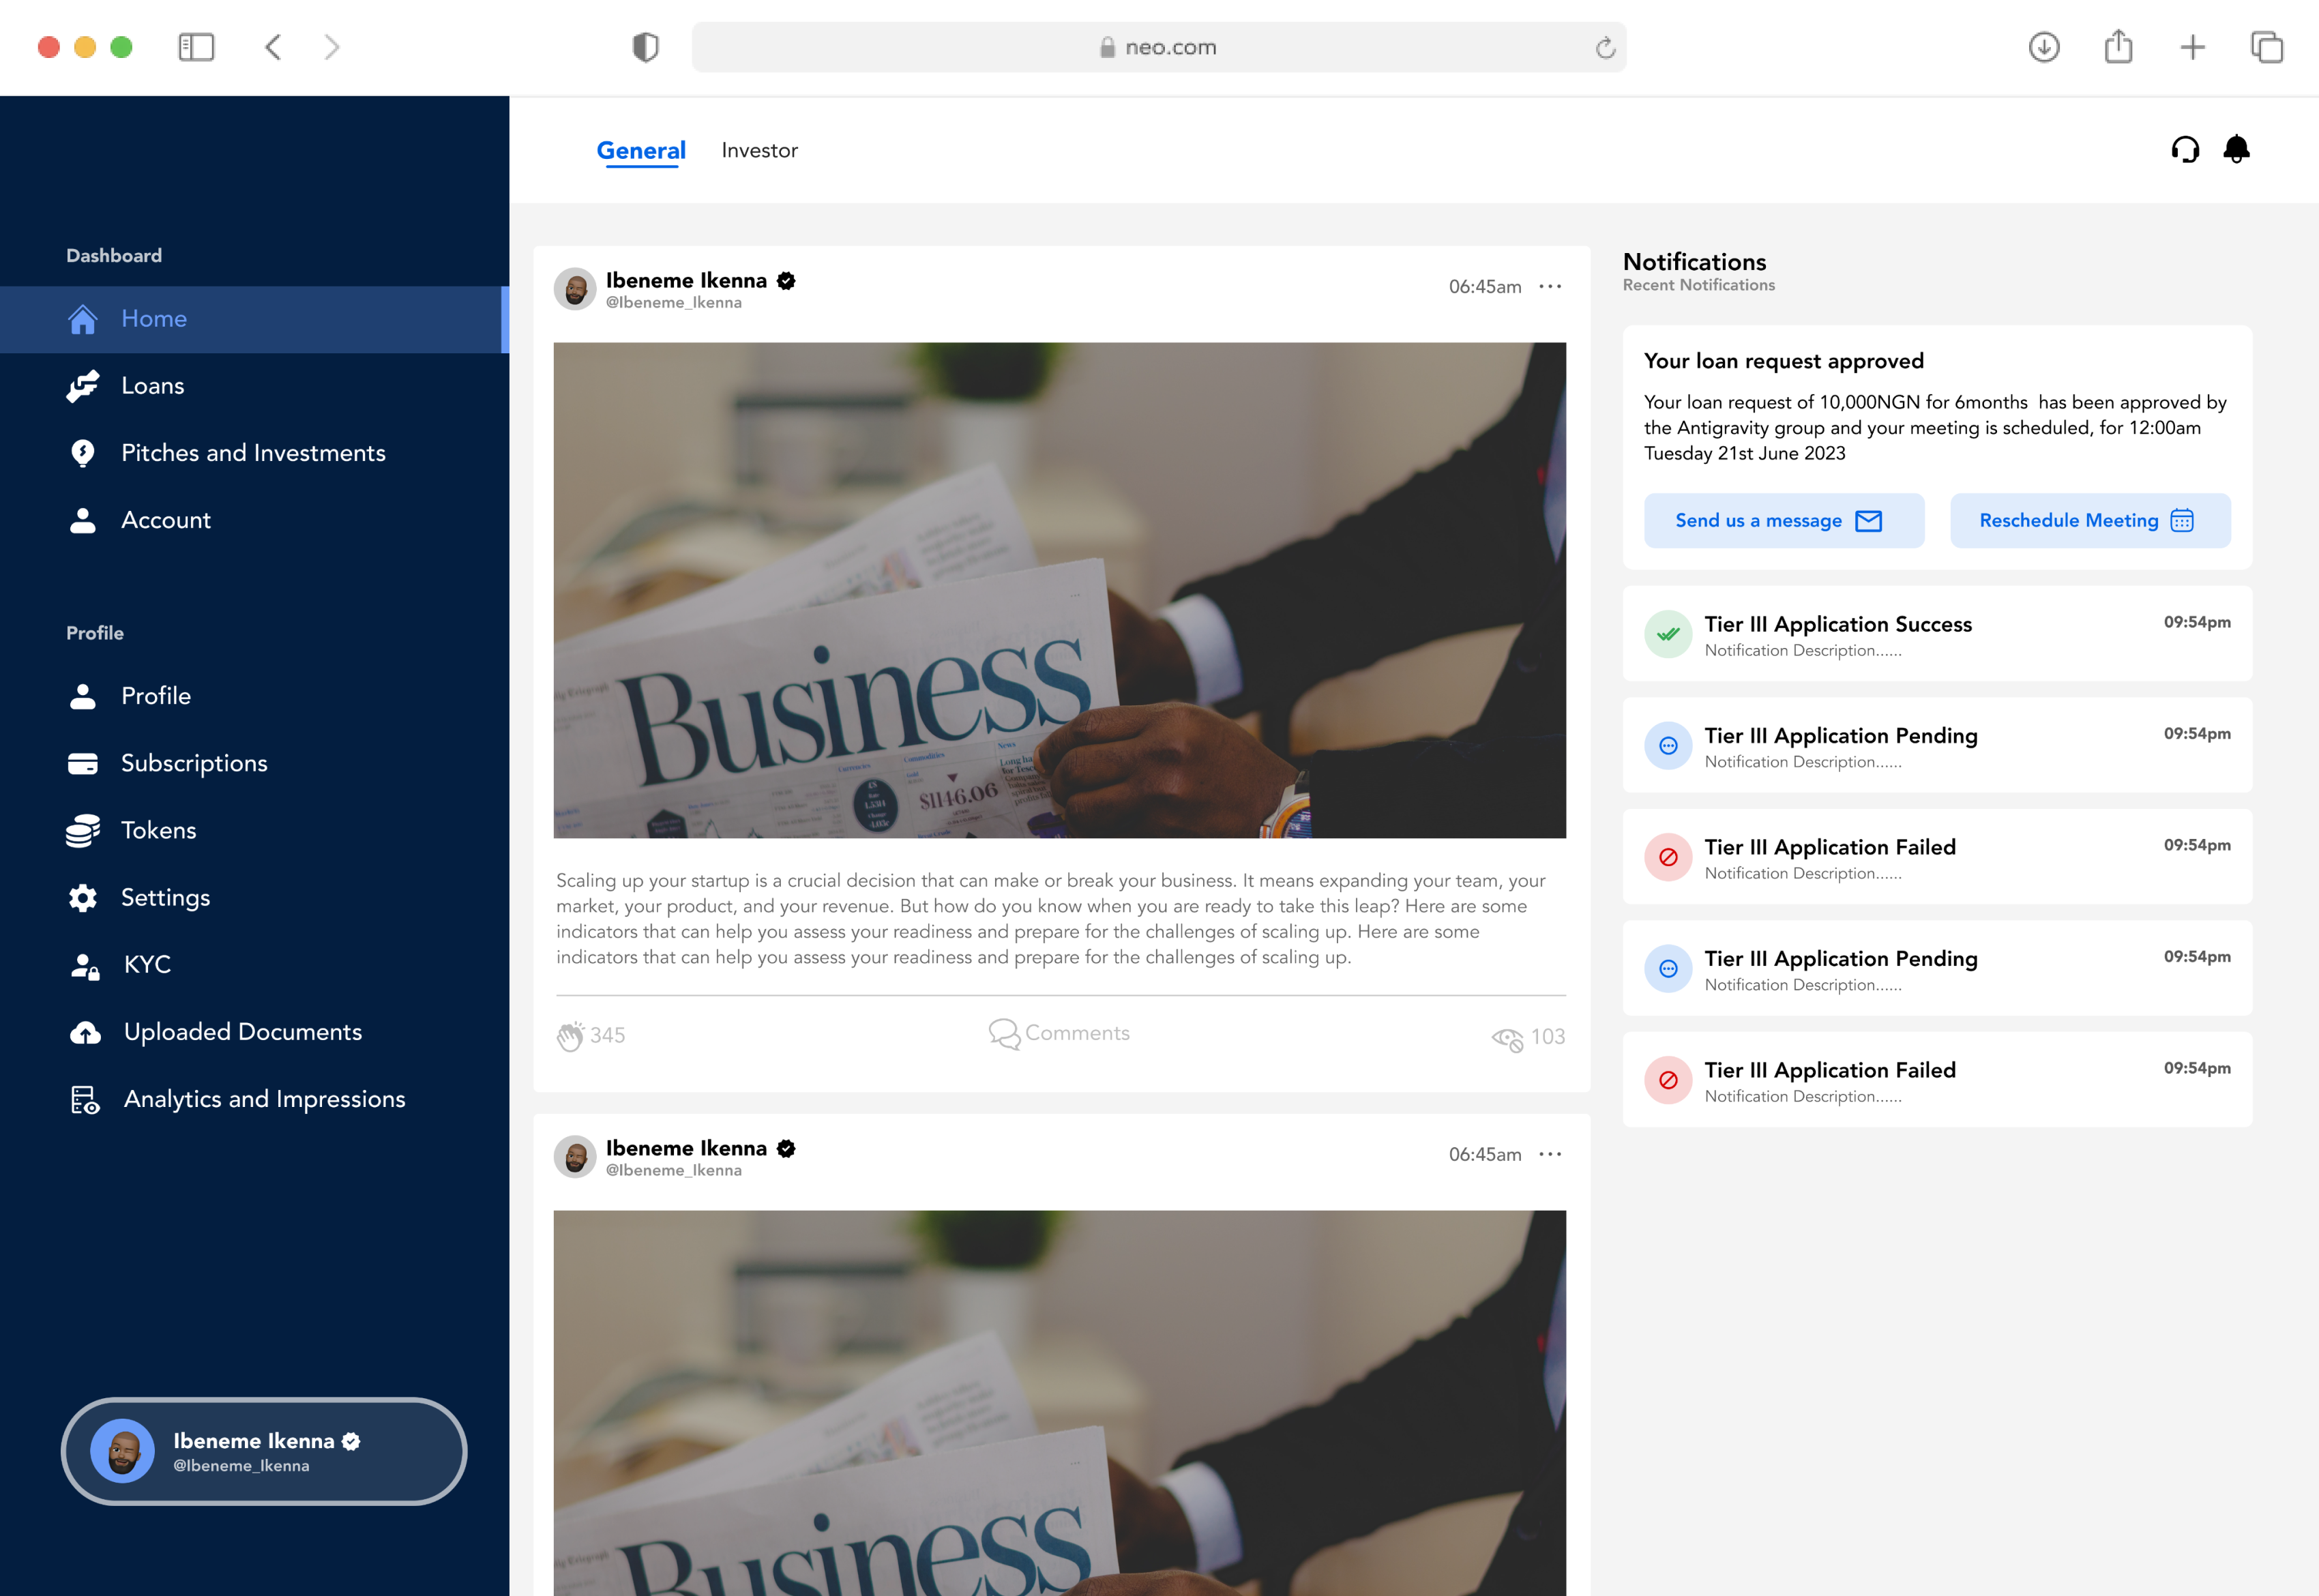 neo.com
General
Investor
Dashboard
Home
Loans
Pitches and Investments
Account
Profile
Profile
Subscriptions
Tokens
Settings
KYC
Uploaded Documents
Analytics and Impressions
Ibeneme Ikenna
@Ibeneme_Ikenna
Ibeneme Ikenna
@Ibeneme_Ikenna
06:45am
Business
Currencies
Commodities
News
$1146.06
Scaling up your startup is a crucial decision that can make or break your business. It means expanding your team, your
market, your product, and your revenue. But how do you know when you are ready to take this leap? Here are some
indicators that can help you assess your readiness and prepare for the challenges of scaling up. Here are some
indicators that can help you assess your readiness and prepare for the challenges of scaling up.
345
Comments
103
Ibeneme Ikenna
@Ibeneme_Ikenna
06:45am
Business
Notifications
Recent Notifications
Your loan request approved
Your loan request of 10,000NGN for 6months  has been approved by
the Antigravity group and your meeting is scheduled, for 12:00am
Tuesday 21st June 2023
Send us a message
Reschedule Meeting
Tier III Application Success
09:54pm
Notification Description......
Tier III Application Pending
09:54pm
Notification Description......
Tier III Application Failed
09:54pm
Notification Description......
Tier III Application Pending
09:54pm
Notification Description......
Tier III Application Failed
09:54pm
Notification Description......